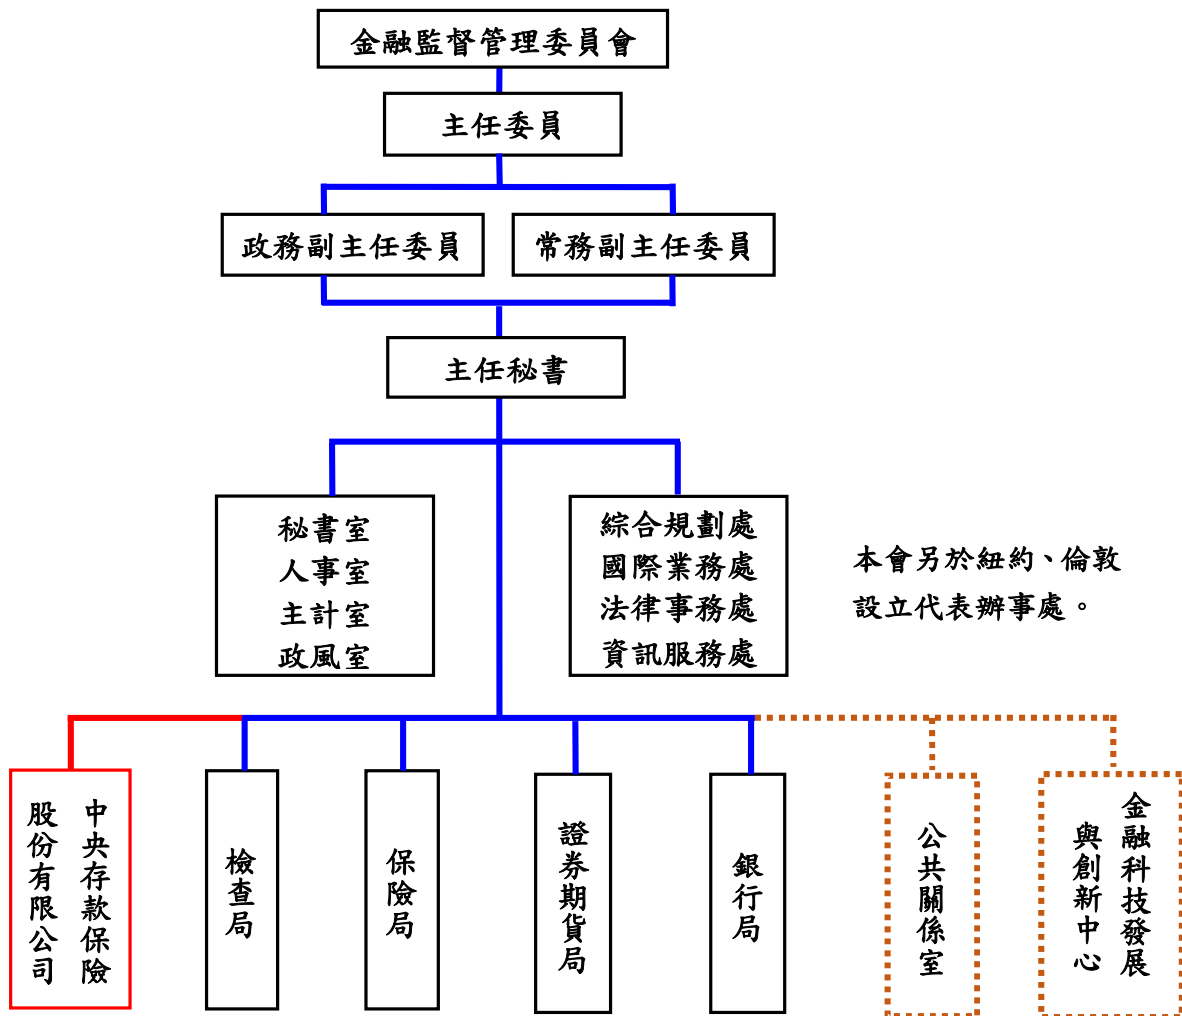 金融監督管理委員會
主任委員
政務副主任委員
常務副主任委員
主任秘書
秘書室
人事室
主計室
政風室
綜合規劃處
國際業務處
法律事務處
資訊服務處
本會另於紐約、倫敦
設立代表辦事處。
中央存款保險
股份有限公司
檢查局
保險局
證券期貨局
銀行局
公共關係室
金融科技發展
與創新中心